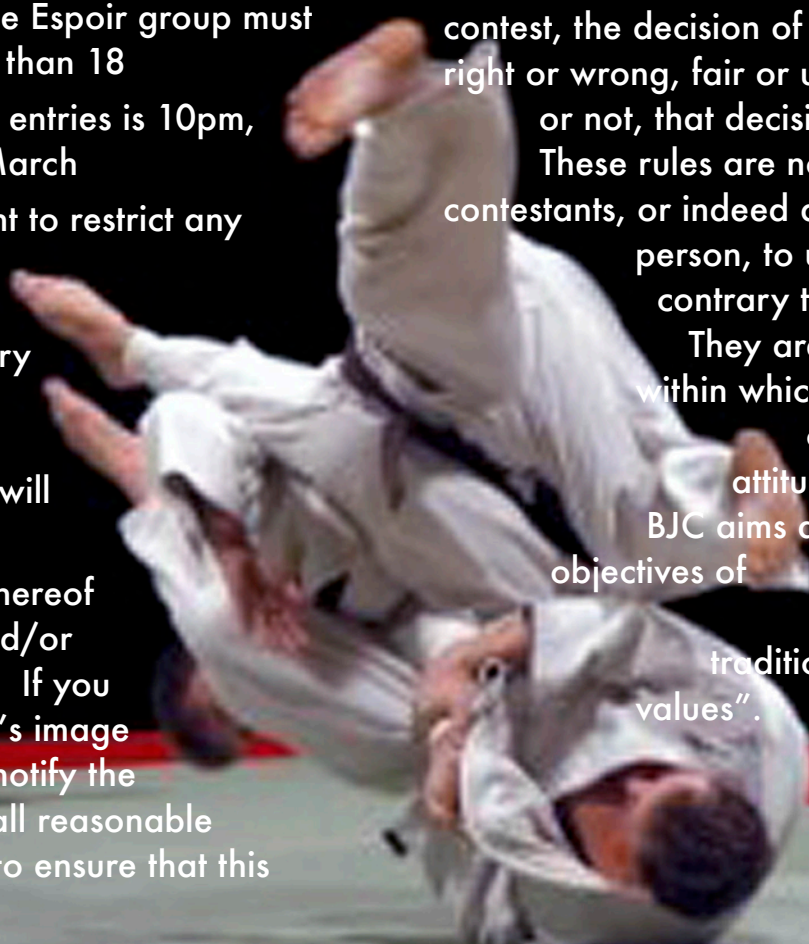 e Espoir group must
than 18
entries is 10pm,
March
nt to restrict any
ry
will
hereof
d/or
If you
's image
notify the
all reasonable
to ensure that this
contest, the decision of
right or wrong, fair or u
or not, that decisi
These rules are n
contestants, or indeed a
person, to u
contrary t
They are
within whic
attitu
BJC aims a
objectives of
traditio
values”.